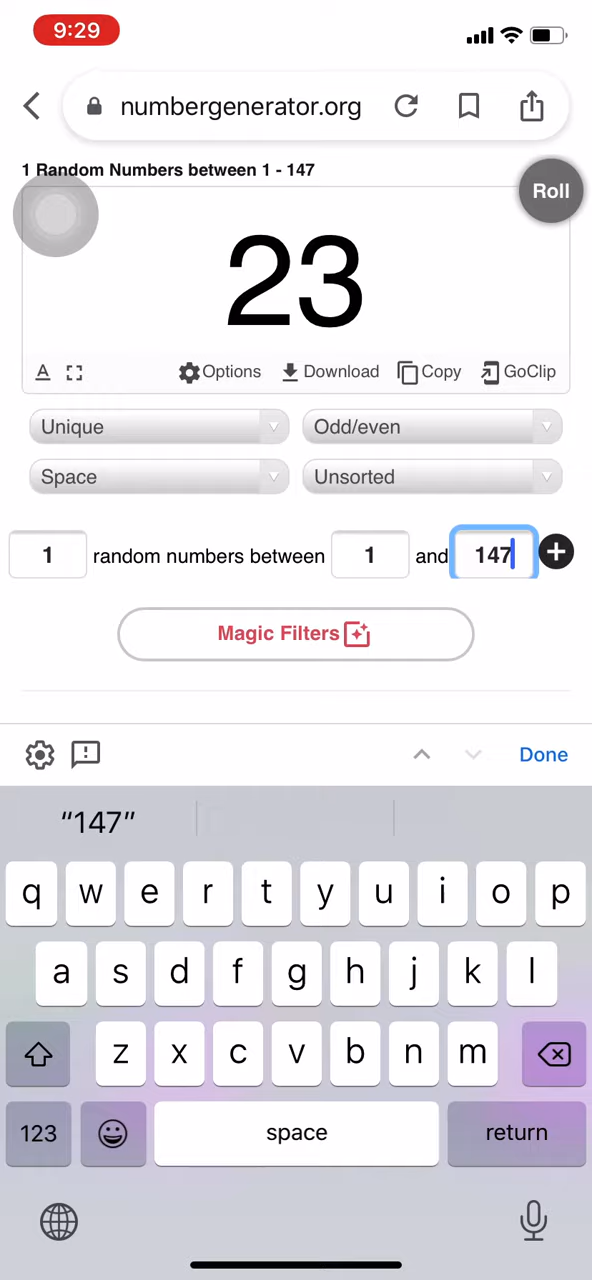 9:29
numbergenerator.org
1 Random Numbers between 1 - 147
Roll
23
A Options Download Copy GoClip
Unique Odd/even
Space Unsorted
1 random numbers between 1 and 147
Magic Filters
Done
“147”
q w e r t y u i o p
a s d f g h j k l
z x c v b n m
123 space return